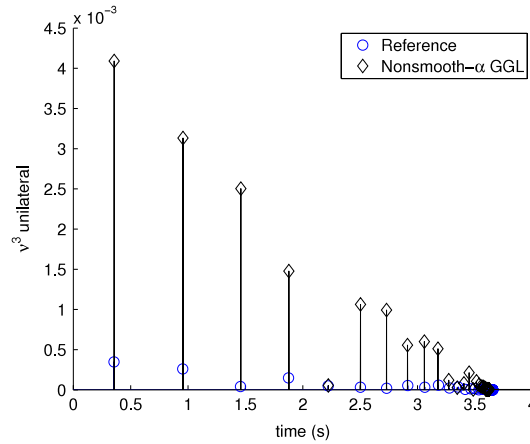 x 10⁻³
4.5
4
3.5
3
2.5
2
1.5
1
0.5
0
ν³ unilateral
Reference
Nonsmooth−α GGL
0 0.5 1 1.5 2 2.5 3 3.5 4
time (s)